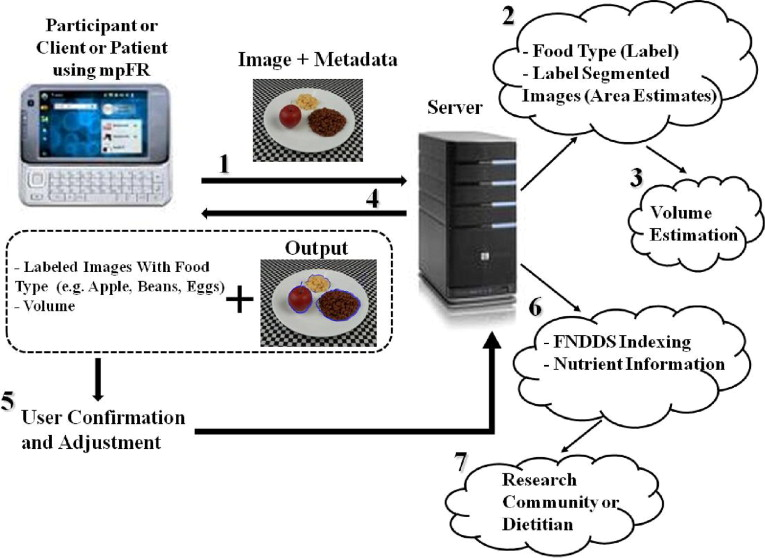 Participant or
Client or Patient
using mpFR
Image + Metadata
Server
1
4
2
- Food Type (Label)
- Label Segmented
Images (Area Estimates)
3
Volume
Estimation
- Labeled Images With Food
Type (e.g. Apple, Beans, Eggs)
- Volume
+
Output
5
User Confirmation
and Adjustment
6
- FNDDS Indexing
- Nutrient Information
7
Research
Community or
Dietitian